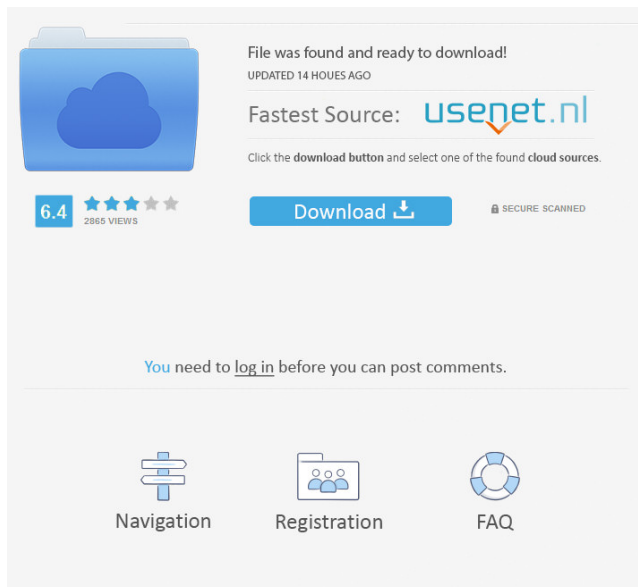 File was found and ready to download!
UPDATED 14 HOUES AGO
Fastest Source: usenet.nl
Click the download button and select one of the found cloud sources.
6.4
2865 VIEWS
Download
SECURE SCANNED
You need to log in before you can post comments.
Navigation
Registration
FAQ